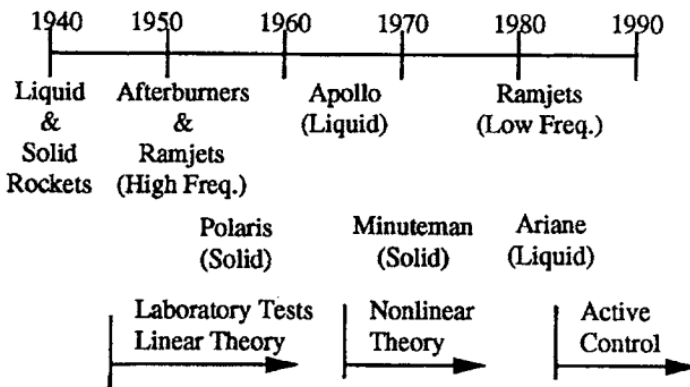 1940 1950 1960 1970 1980 1990
Liquid Afterburners Apollo Ramjets
& & (Liquid) (Low Freq.)
Solid Ramjets
Rockets (High Freq.)
Polaris Minuteman Ariane
(Solid) (Solid) (Liquid)
Laboratory Tests Nonlinear Active
Linear Theory Theory Control